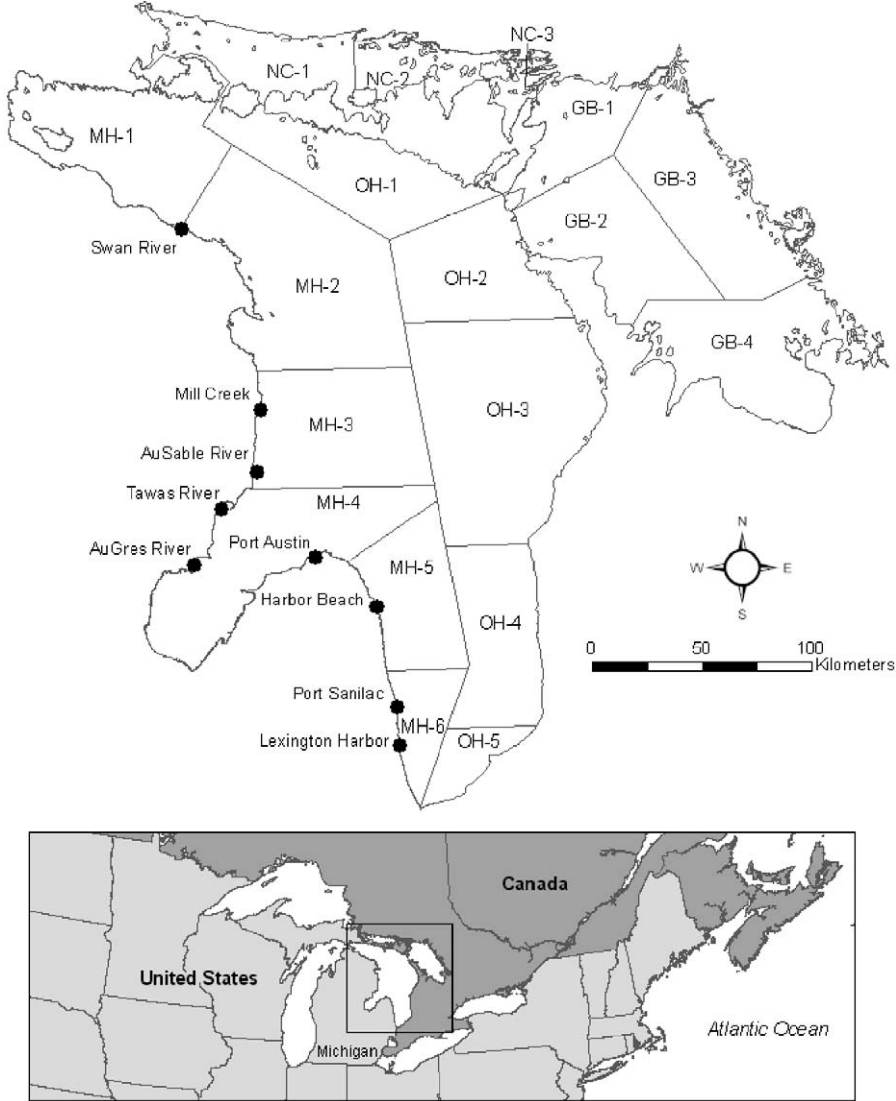 NC-3
NC-1
NC-2
GB-1
MH-1
OH-1
GB-3
GB-2
Swan River
MH-2
OH-2
GB-4
Mill Creek
MH-3
OH-3
AuSable River
Tawas River
MH-4
Port Austin
AuGres River
MH-5
Harbor Beach
N
W
E
S
OH-4
0
50
100
Kilometers
Port Sanilac
MH-6
Lexington Harbor
OH-5
Canada
United States
Atlantic Ocean
Michigan